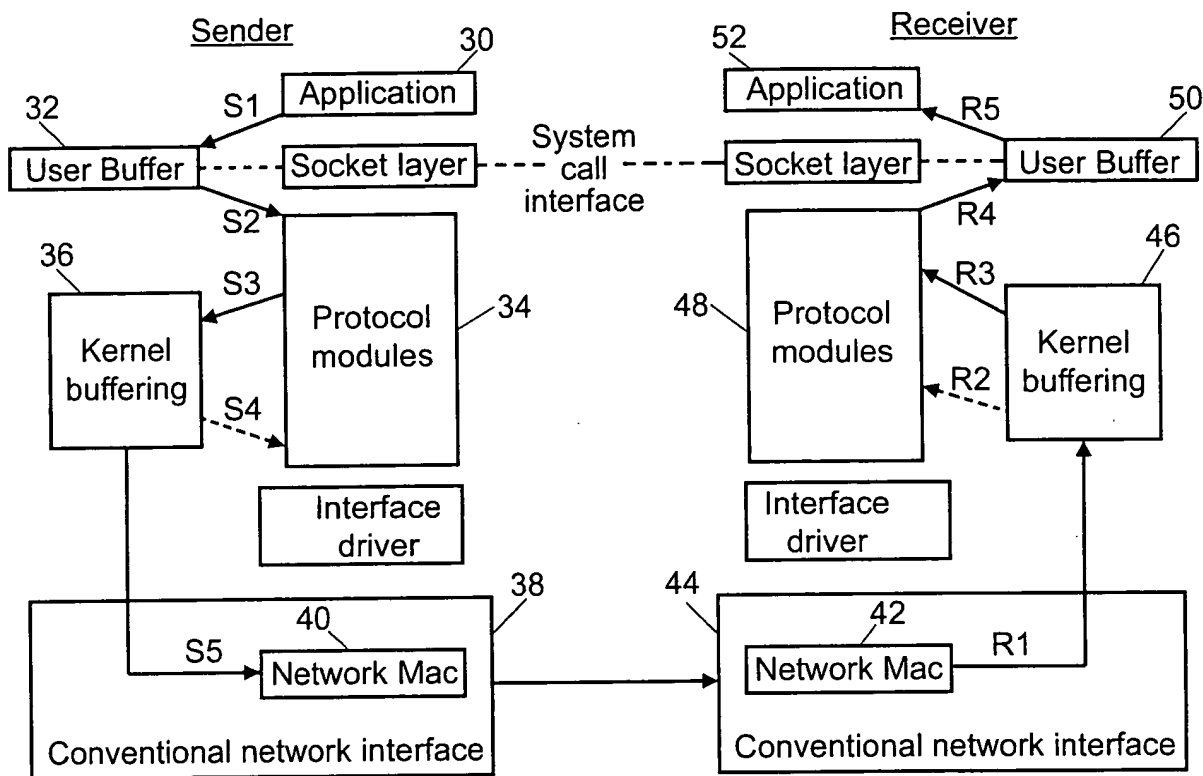 Sender
Receiver
30
52
Application
Application
S1
R5
32
50
User Buffer
Socket layer
System
call
interface
Socket layer
User Buffer
S2
R4
36
S3
R3
46
Kernel
buffering
Protocol
modules
34
48
Protocol
modules
Kernel
buffering
S4
R2
Interface
driver
Interface
driver
38
44
40
42
S5
Network Mac
Network Mac
R1
Conventional network interface
Conventional network interface